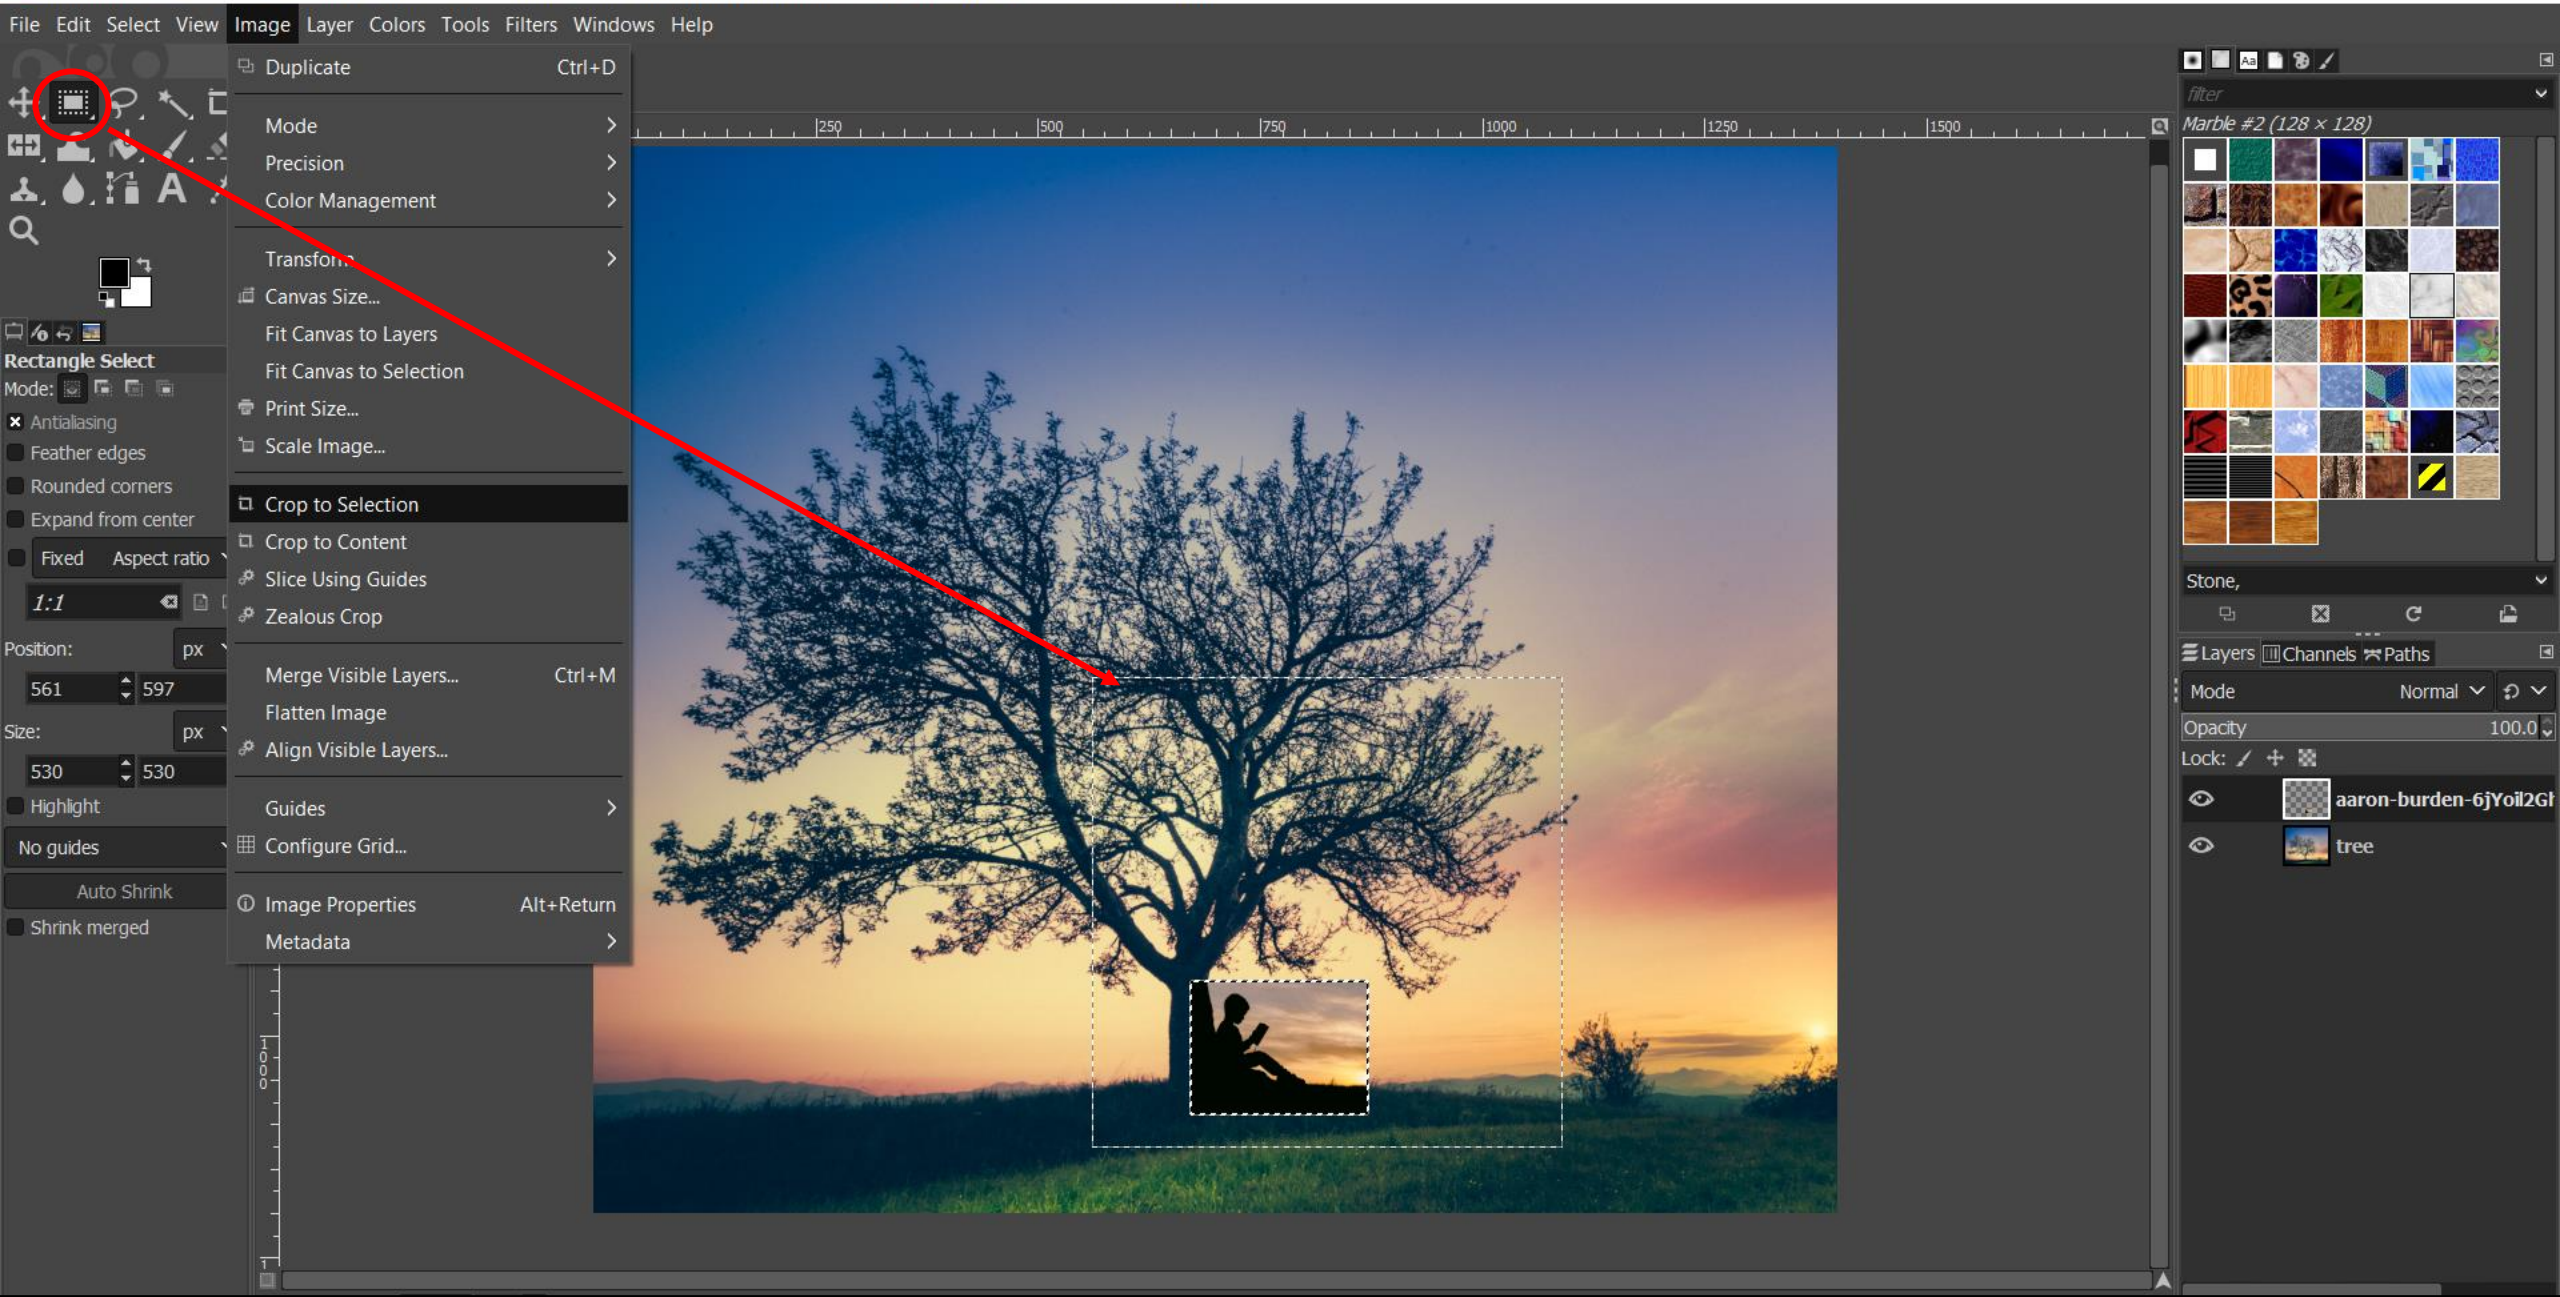 File Edit Select View Image Layer Colors Tools Filters Windows Help
Duplicate Ctrl+D
Mode
Precision
Color Management
Transform
Canvas Size...
Fit Canvas to Layers
Fit Canvas to Selection
Print Size...
Scale Image...
Crop to Selection
Crop to Content
Slice Using Guides
Zealous Crop
Merge Visible Layers... Ctrl+M
Flatten Image
Align Visible Layers...
Guides
Configure Grid...
Image Properties Alt+Return
Metadata
Rectangle Select
Mode:
Antialiasing
Feather edges
Rounded corners
Expand from center
Fixed Aspect ratio
1:1
Position: px
561 597
Size: px
530 530
Highlight
No guides
Auto Shrink
Shrink merged
250 500 750 1000 1250 1500
1000
1
Aa
filter
Marble #2 (128 × 128)
Stone,
Layers Channels Paths
Mode Normal
Opacity 100.0
Lock:
aaron-burden-6jYoil2Gh
tree